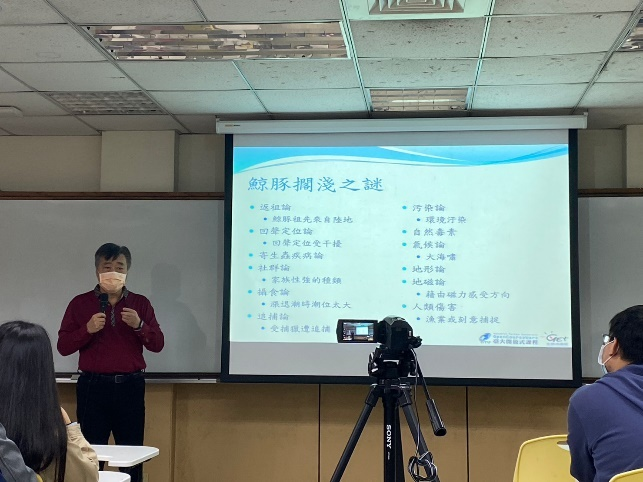 鯨豚擱淺之謎
• 返祖論
• 鯨豚祖先來自陸地
• 回聲定位論
• 回聲定位受干擾
• 寄生蟲疾病論
• 社群論
• 家族性強的種類
• 攝食論
• 漲退潮時潮位太大
• 追捕論
• 受捕獵遭追捕
• 污染論
• 環境污染
• 自然毒素
• 氣候論
• 大海嘯
• 地形論
• 地磁論
• 藉由磁力感受方向
• 人類傷害
• 漁業或刻意捕捉
臺大開放式課程
SONY